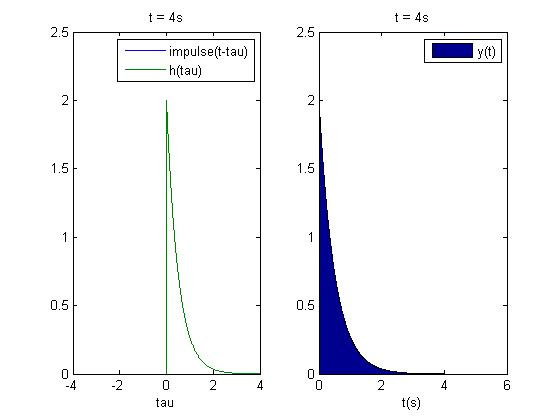 t = 4s
impulse(t-tau)
h(tau)
2.5
2
1.5
1
0.5
0
-4 -2 0 2 4
tau
t = 4s
y(t)
2.5
2
1.5
1
0.5
0
0 2 4 6
t(s)